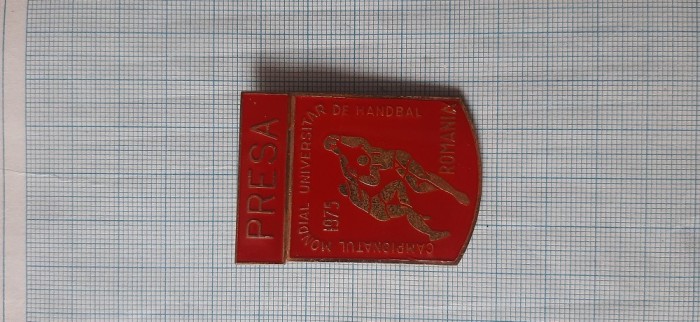 PRESA
CAMPIONATUL MONDIAL UNIVERSITAR DE HANDBAL
1975
ROMANIA